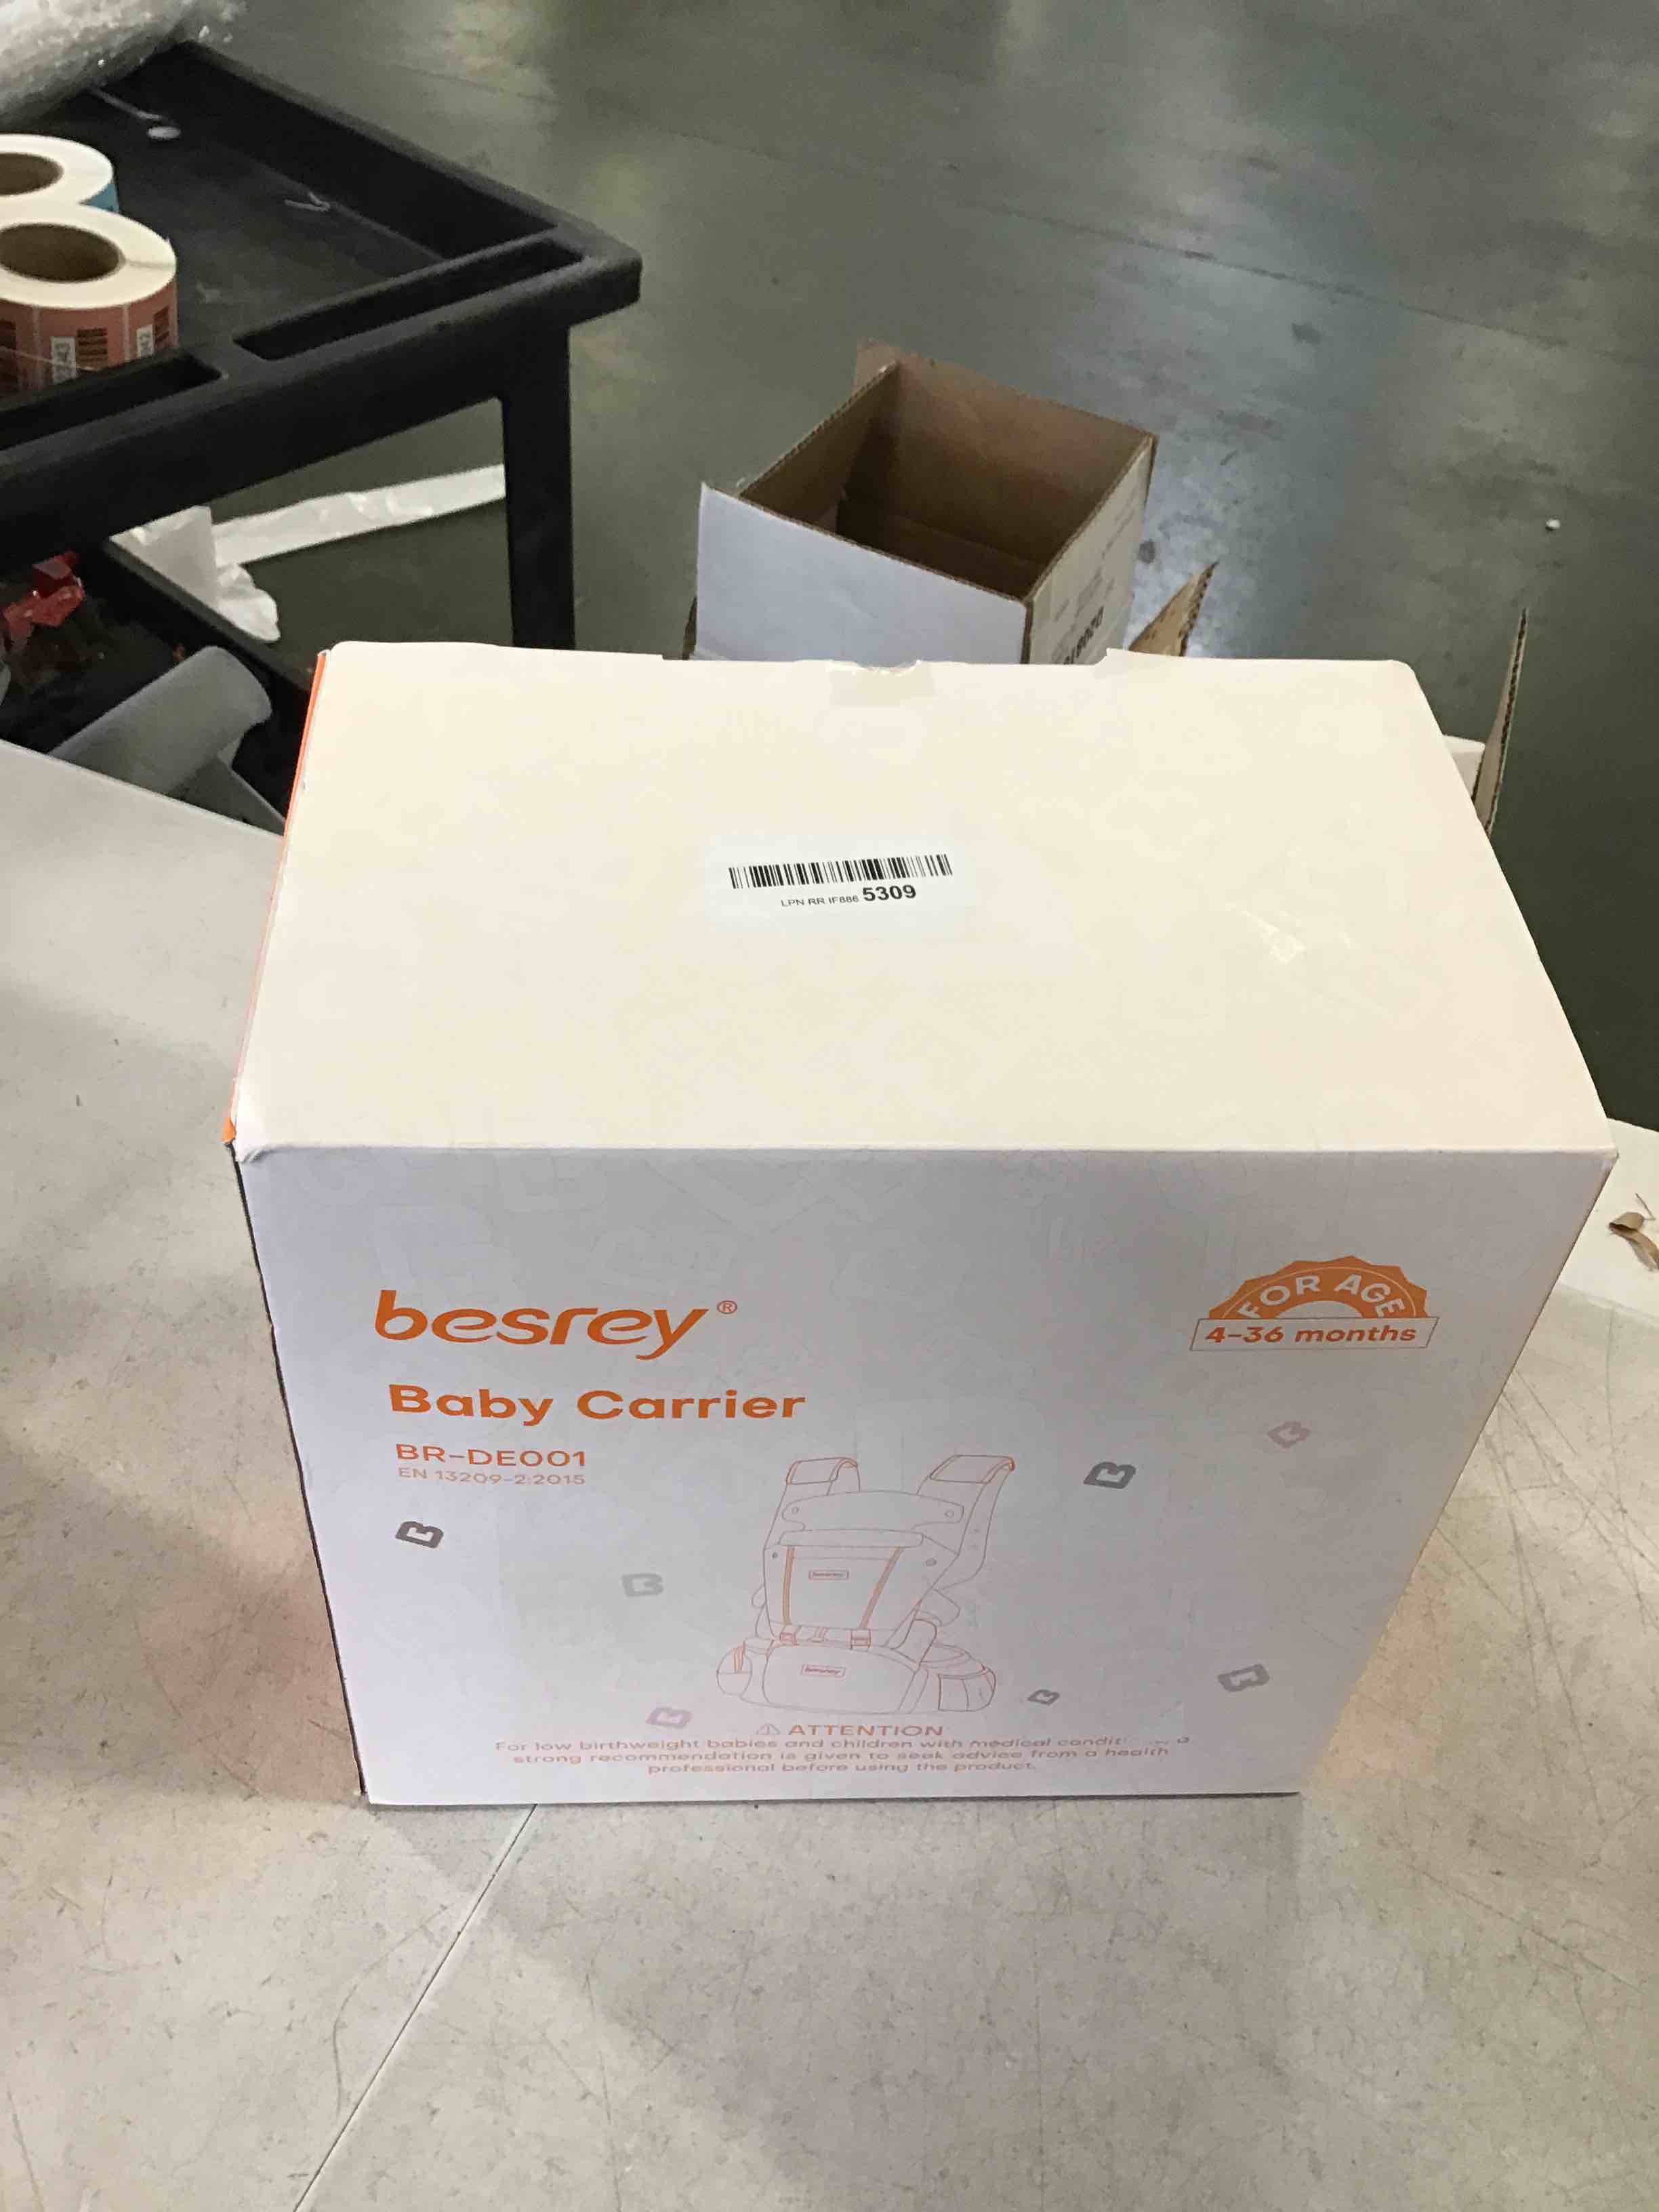 LPN RR IF886 5309
besrey®
FOR AGE
4-36 months
Baby Carrier
BR-DE001
EN 13209-2:2015
besrey
besrey
⚠ ATTENTION
For low birthweight babies and children with medical a
strong recommendation is given to seek advice from a health
professional before using the product.